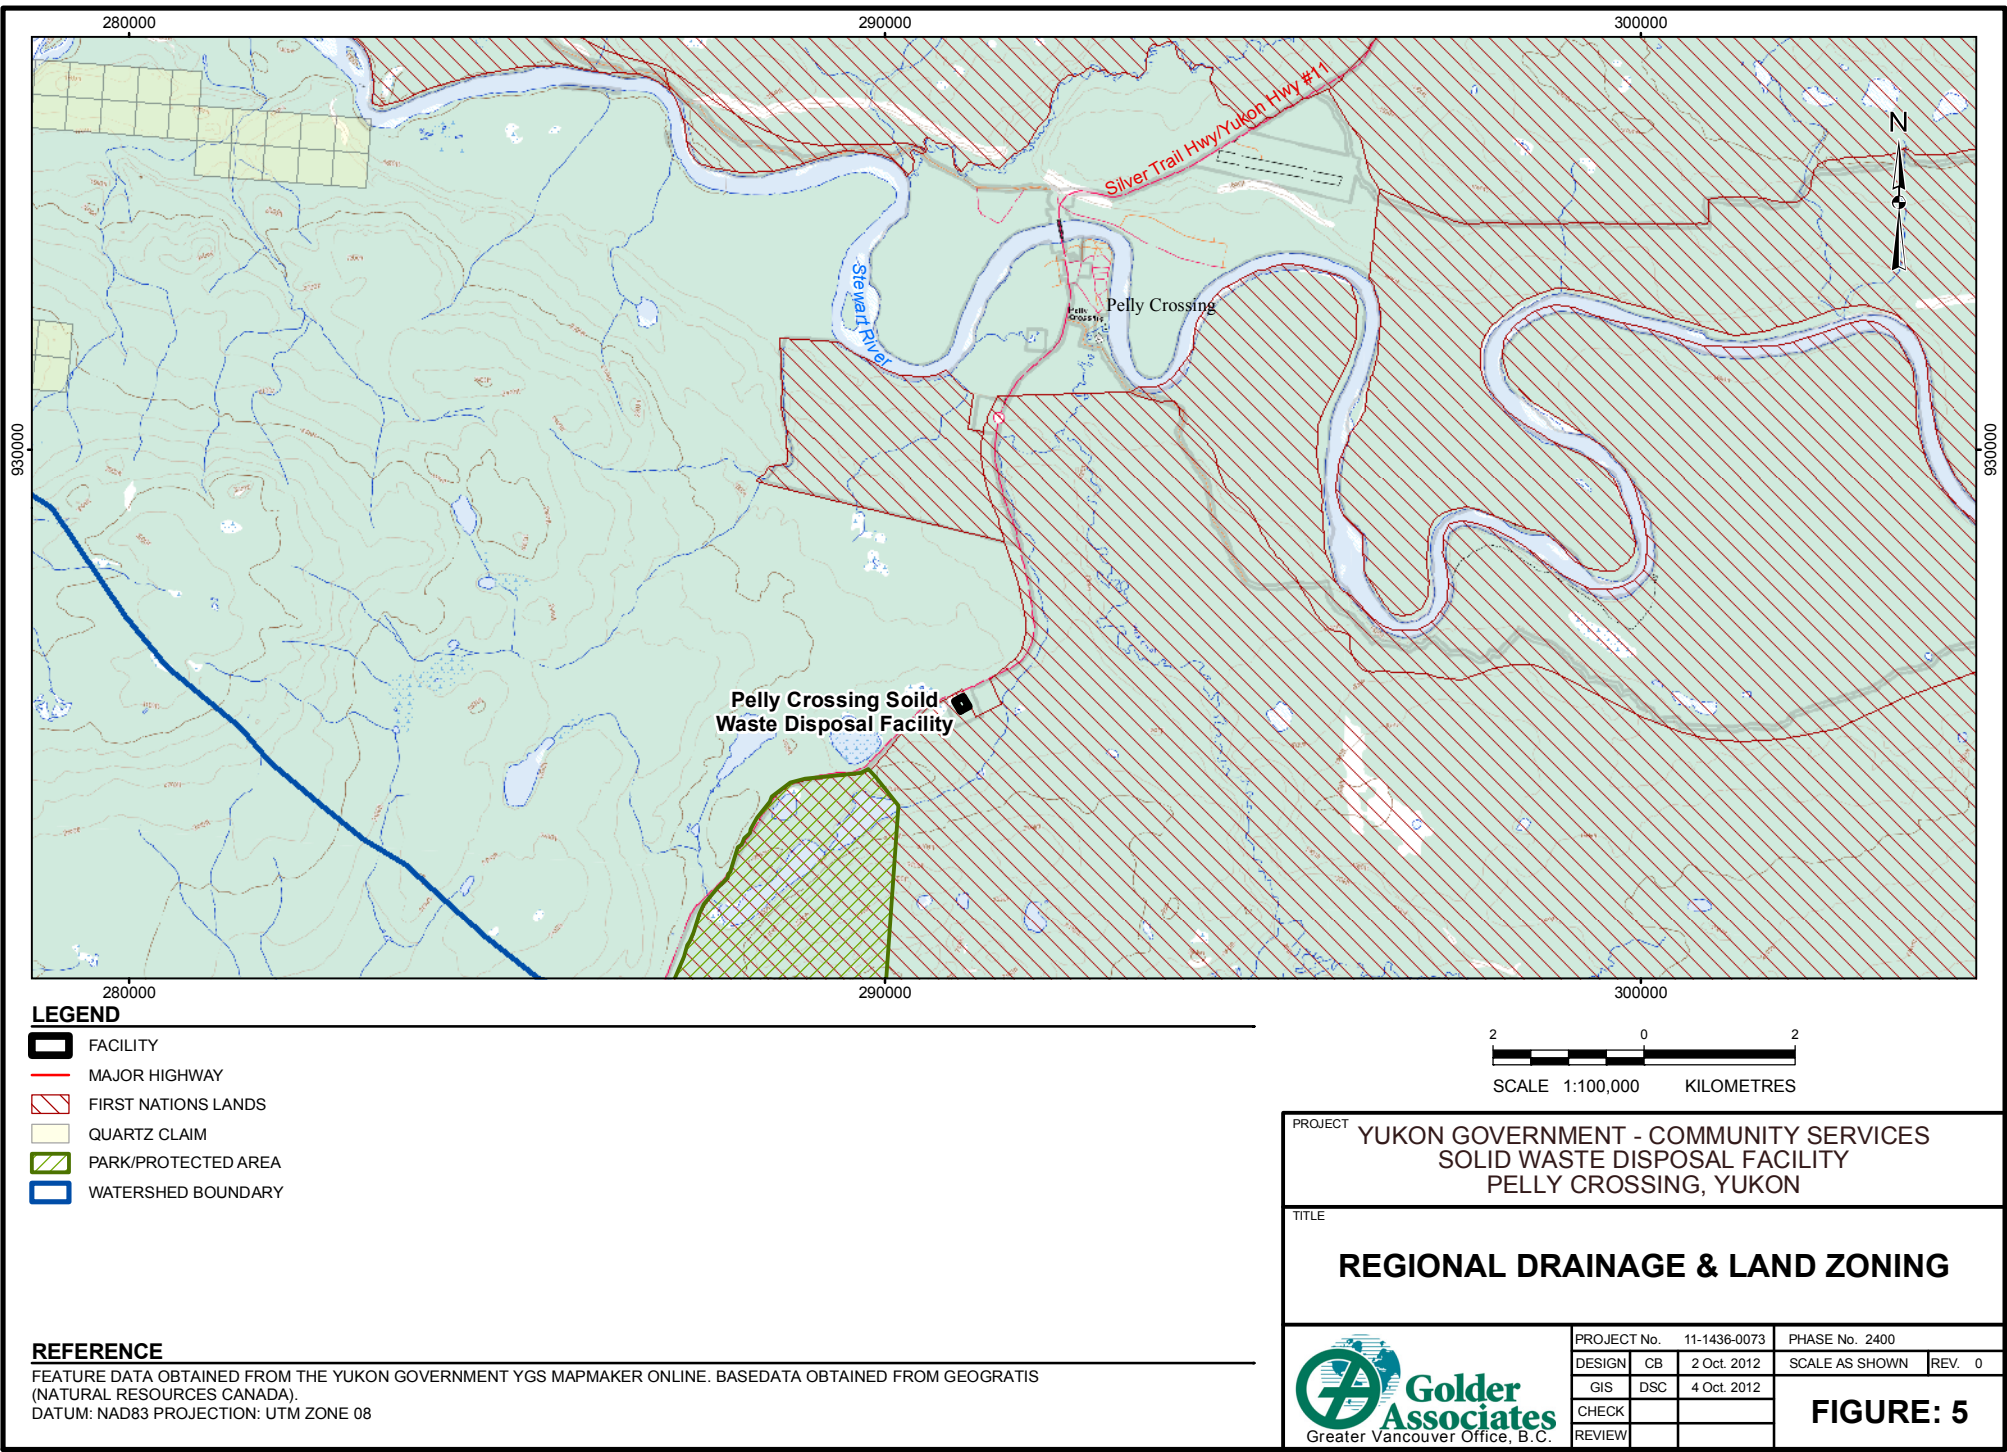 280000
290000
300000
930000
930000
Silver Trail Hwy/Yukon Hwy #11
N
Stewart River
Pelly Crossing
Pelly
Crossing
Pelly Crossing Soild
Waste Disposal Facility
280000
290000
300000
LEGEND
FACILITY
MAJOR HIGHWAY
FIRST NATIONS LANDS
QUARTZ CLAIM
PARK/PROTECTED AREA
WATERSHED BOUNDARY
2 0 2
SCALE 1:100,000 KILOMETRES
PROJECT
YUKON GOVERNMENT - COMMUNITY SERVICES
SOLID WASTE DISPOSAL FACILITY
PELLY CROSSING, YUKON
TITLE
REGIONAL DRAINAGE & LAND ZONING
REFERENCE
FEATURE DATA OBTAINED FROM THE YUKON GOVERNMENT YGS MAPMAKER ONLINE. BASEDATA OBTAINED FROM GEOGRATIS
(NATURAL RESOURCES CANADA).
DATUM: NAD83 PROJECTION: UTM ZONE 08
Golder
Associates
Greater Vancouver Office, B.C.
PROJECT No. 11-1436-0073 PHASE No. 2400
DESIGN CB 2 Oct. 2012 SCALE AS SHOWN REV. 0
GIS DSC 4 Oct. 2012
CHECK
REVIEW
FIGURE: 5